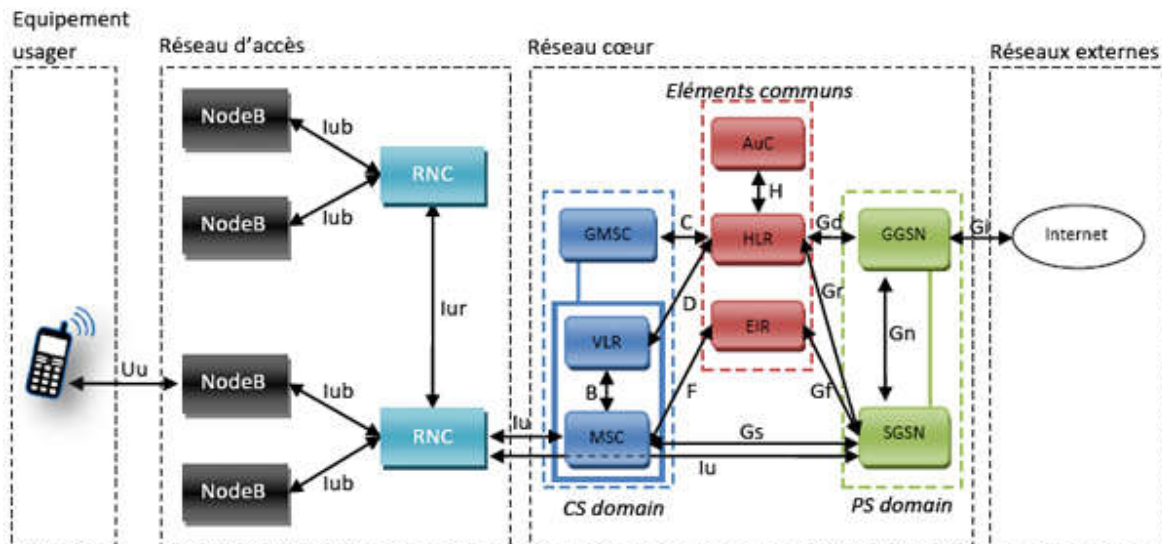 Equipement
usager
Réseau d'accès
Réseau cœur
Réseaux externes
Eléments communs
NodeB
Iub
RNC
AuC
H
NodeB
Iub
GMSC
C
HLR
Gd
GGSN
Gi
Internet
Iur
D
Gr
VLR
EIR
Gn
Uu
NodeB
Iub
B
F
Gf
RNC
Iu
MSC
Gs
SGSN
Iu
NodeB
Iub
CS domain
PS domain